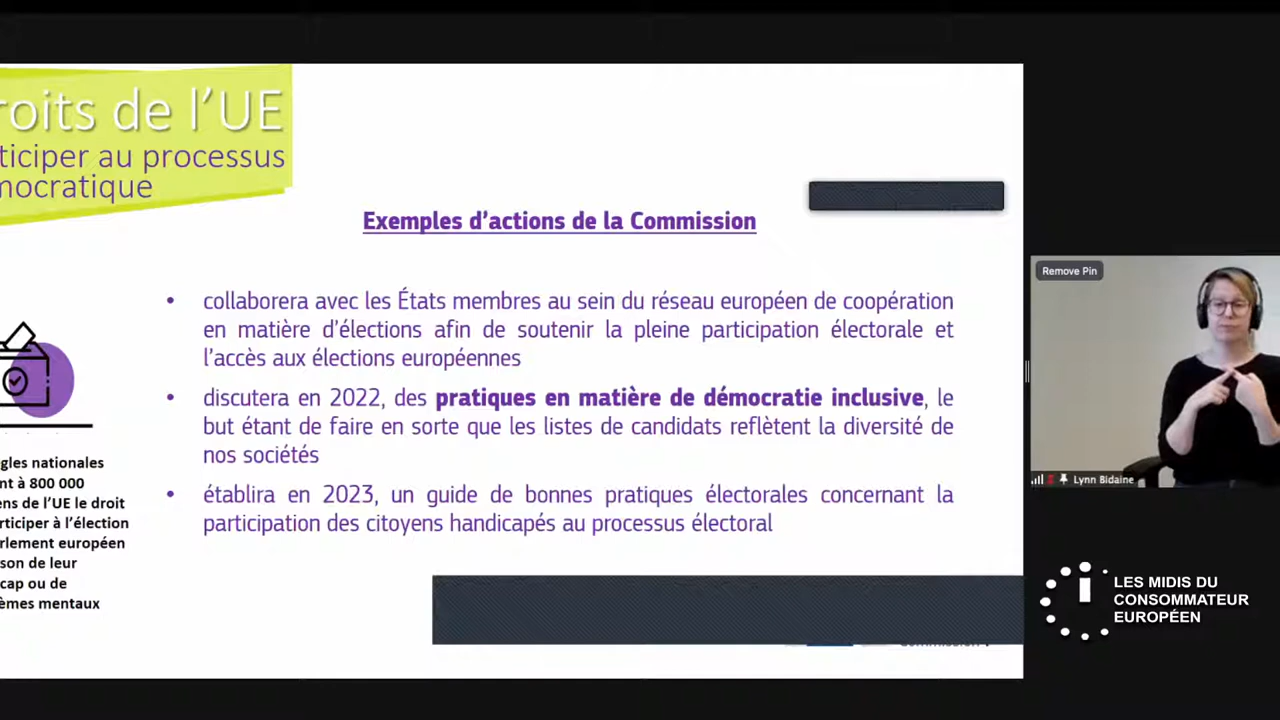 roits de l’UE
ticiper au processus
mocratique
Exemples d’actions de la Commission
• collaborera avec les États membres au sein du réseau européen de coopération
en matière d’élections afin de soutenir la pleine participation électorale et
l’accès aux élections européennes
• discutera en 2022, des pratiques en matière de démocratie inclusive, le
but étant de faire en sorte que les listes de candidats reflètent la diversité de
nos sociétés
• établira en 2023, un guide de bonnes pratiques électorales concernant la
participation des citoyens handicapés au processus électoral
gles nationales
nt à 800 000
ens de l’UE le droit
rticiper à l’élection
rlement européen
son de leur
cap ou de
èmes mentaux
Remove Pin
Lynn Bidaine
LES MIDIS DU
CONSOMMATEUR
EUROPÉEN